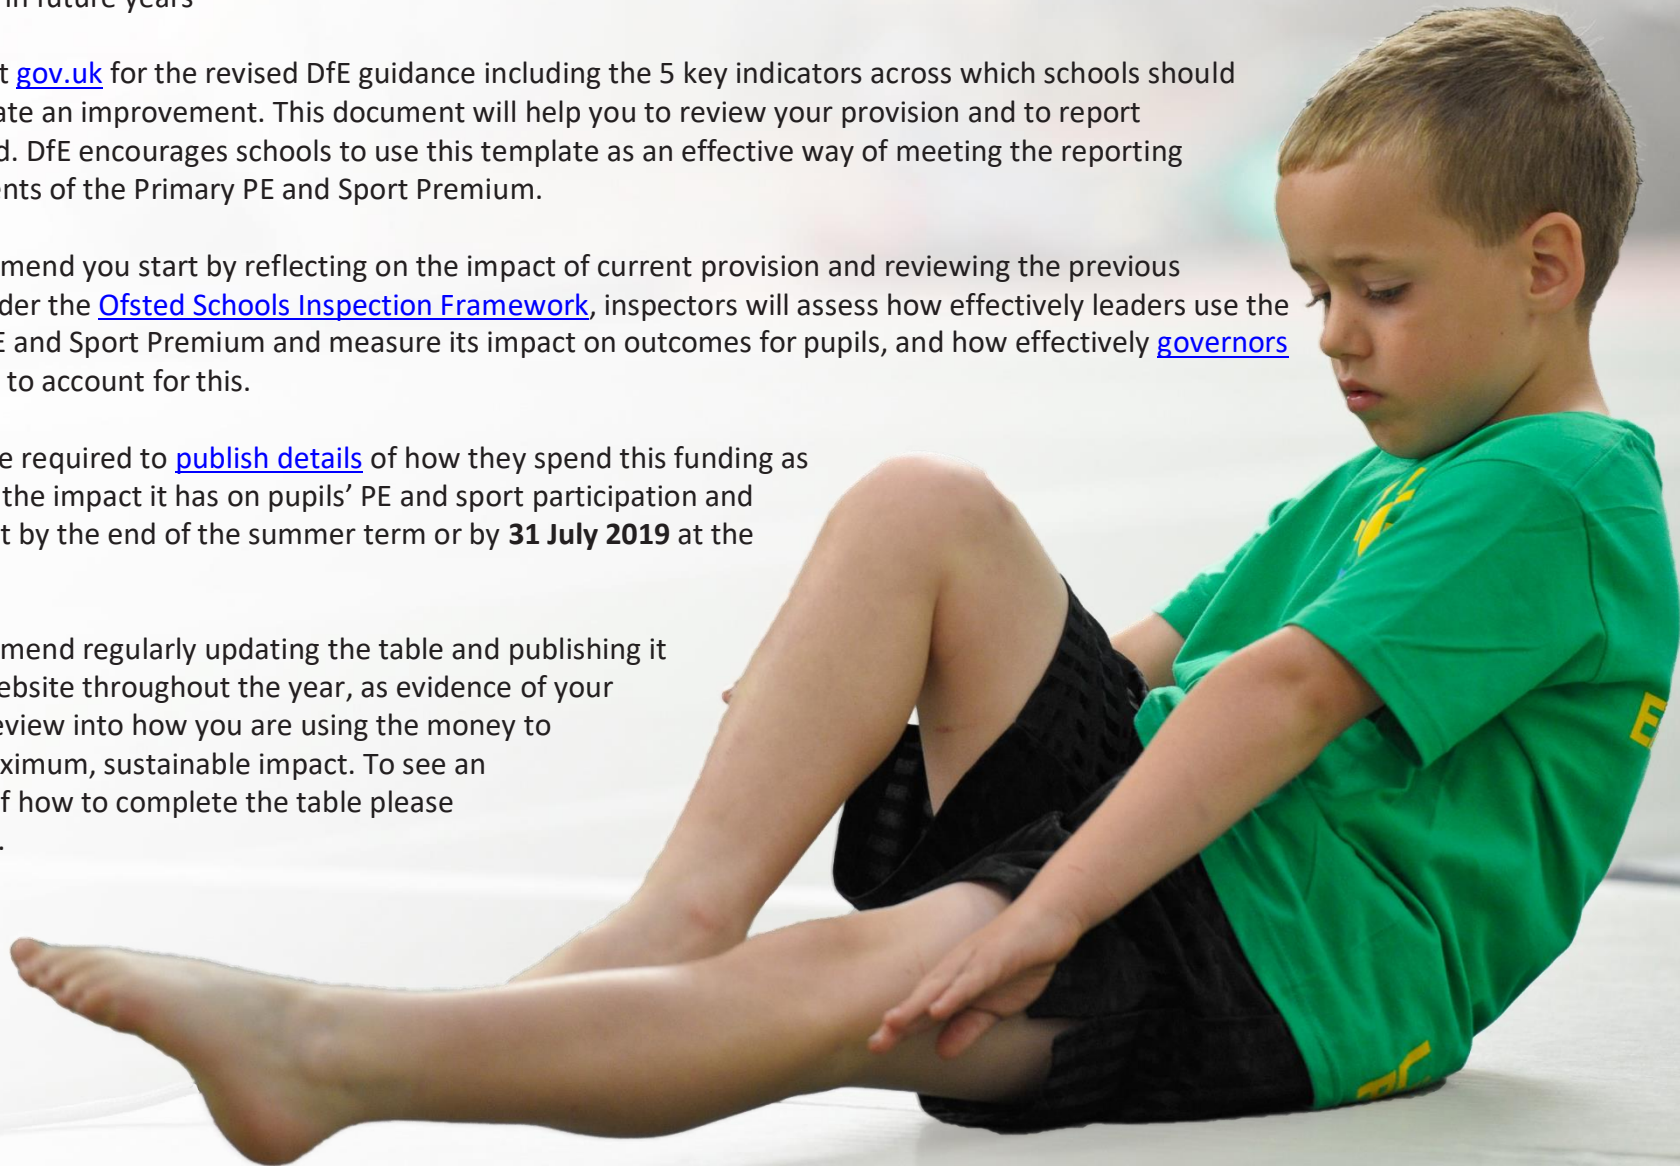 in future years
t gov.uk for the revised DfE guidance including the 5 key indicators across which schools should
ate an improvement. This document will help you to review your provision and to report
d. DfE encourages schools to use this template as an effective way of meeting the reporting
ents of the Primary PE and Sport Premium.
mend you start by reflecting on the impact of current provision and reviewing the previous
der the Ofsted Schools Inspection Framework, inspectors will assess how effectively leaders use the
E and Sport Premium and measure its impact on outcomes for pupils, and how effectively governors
to account for this.
e required to publish details of how they spend this funding as
the impact it has on pupils’ PE and sport participation and
t by the end of the summer term or by 31 July 2019 at the
mend regularly updating the table and publishing it
ebsite throughout the year, as evidence of your
eview into how you are using the money to
ximum, sustainable impact. To see an
f how to complete the table please
.